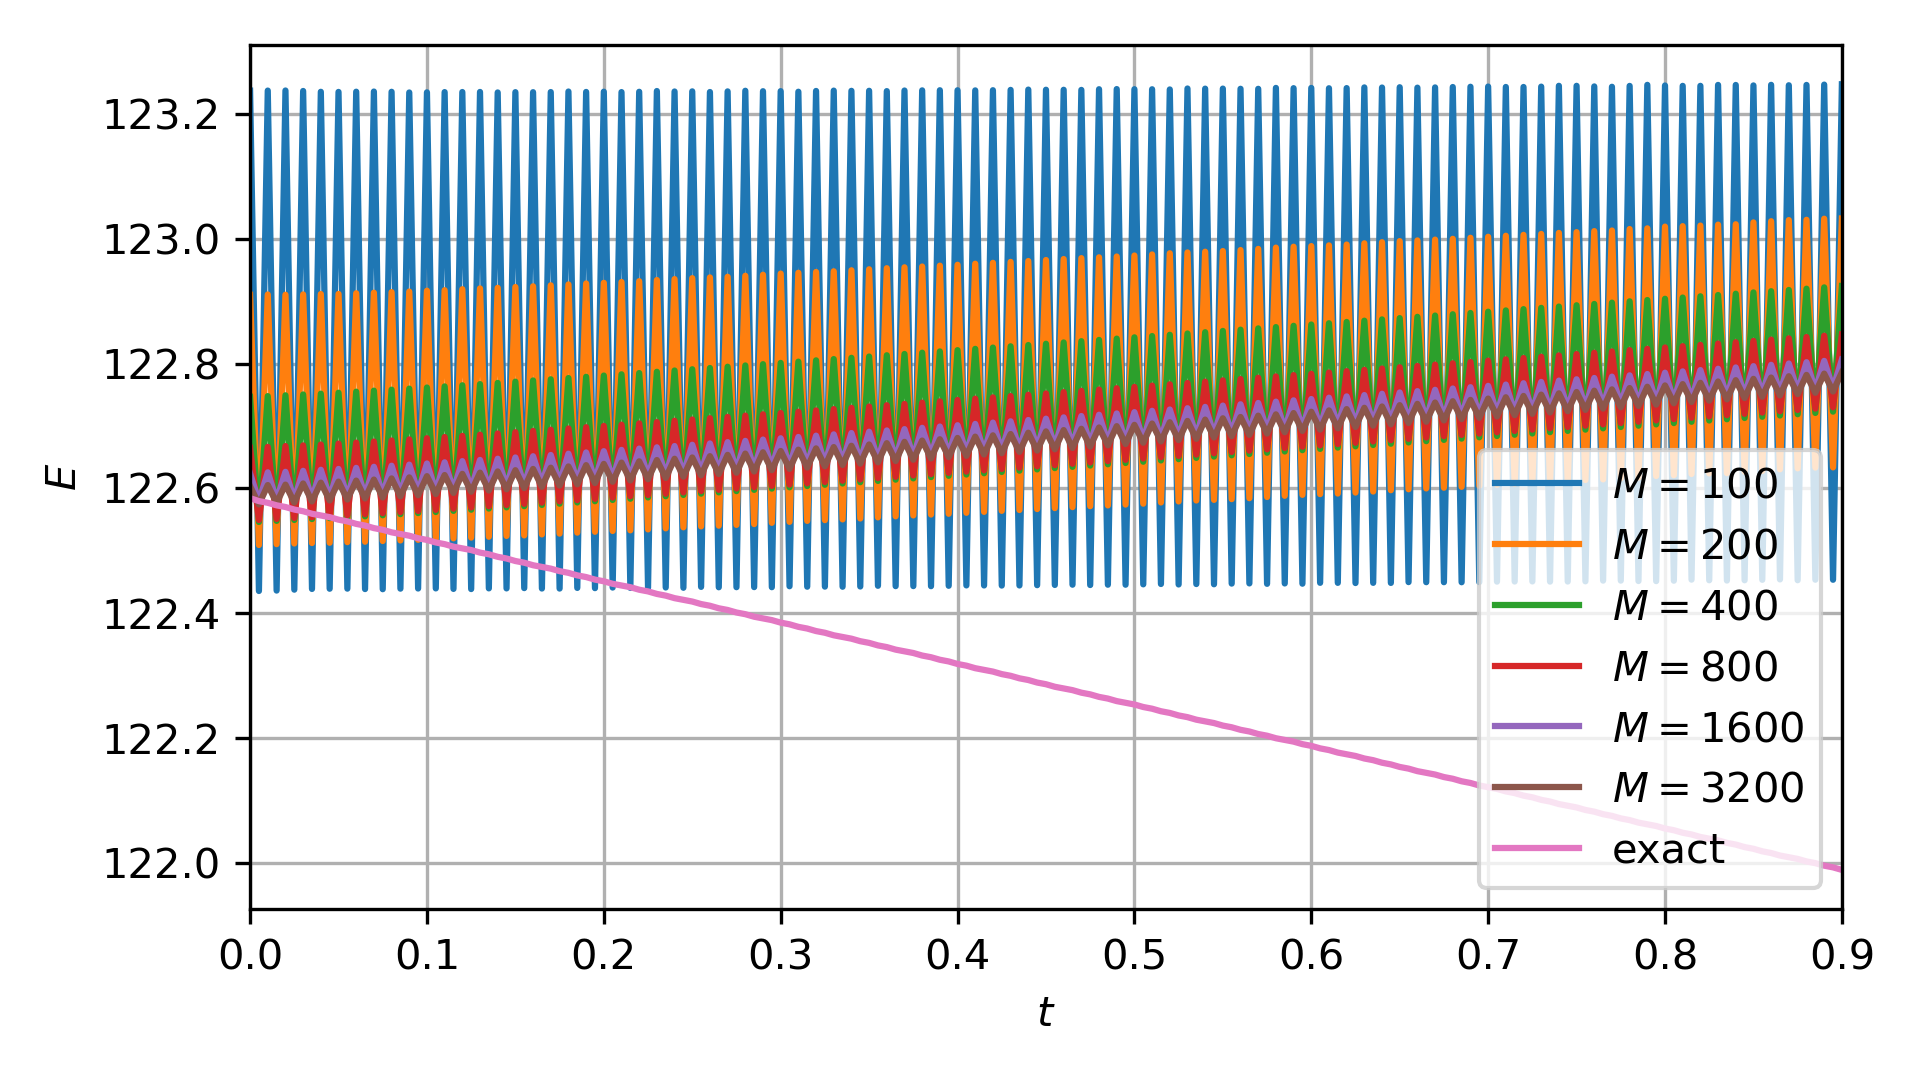 E
123.2
123.0
122.8
122.6
122.4
122.2
122.0
M = 100
M = 200
M = 400
M = 800
M = 1600
M = 3200
exact
0.0 0.1 0.2 0.3 0.4 0.5 0.6 0.7 0.8 0.9
t